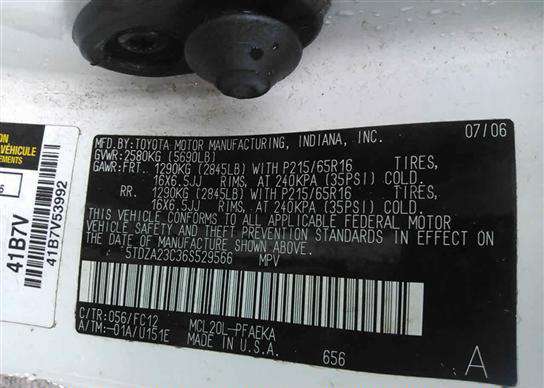 MFD.BY:TOYOTA MOTOR MANUFACTURING, INDIANA, INC. 07/06
GVWR:2580KG(5690LB)
GAWR:FRT. 1290KG(2845LB)WITH P215/65R16 TIRES,
16X6.5JJ RIMS, AT 240KPA(35PSI)COLD.
RR. 1290KG(2845LB)WITH P215/65R16 TIRES,
16X6.5JJ RIMS, AT 240KPA(35PSI)COLD.
THIS VEHICLE CONFORMS TO ALL APPLICABLE FEDERAL MOTOR
VEHICLE SAFETY AND THEFT PREVENTION STANDARDS IN EFFECT ON
THE DATE OF MANUFACTURE SHOWN ABOVE.
5TDZA23C36S529566 MPV
C/TR:056/FC12 MCL20L-PFAEKA
A/TM:-01A/U151E MADE IN U.S.A. 656 A
41B7V
41B7V53992
ION
VÉHICULE
NEMENTS